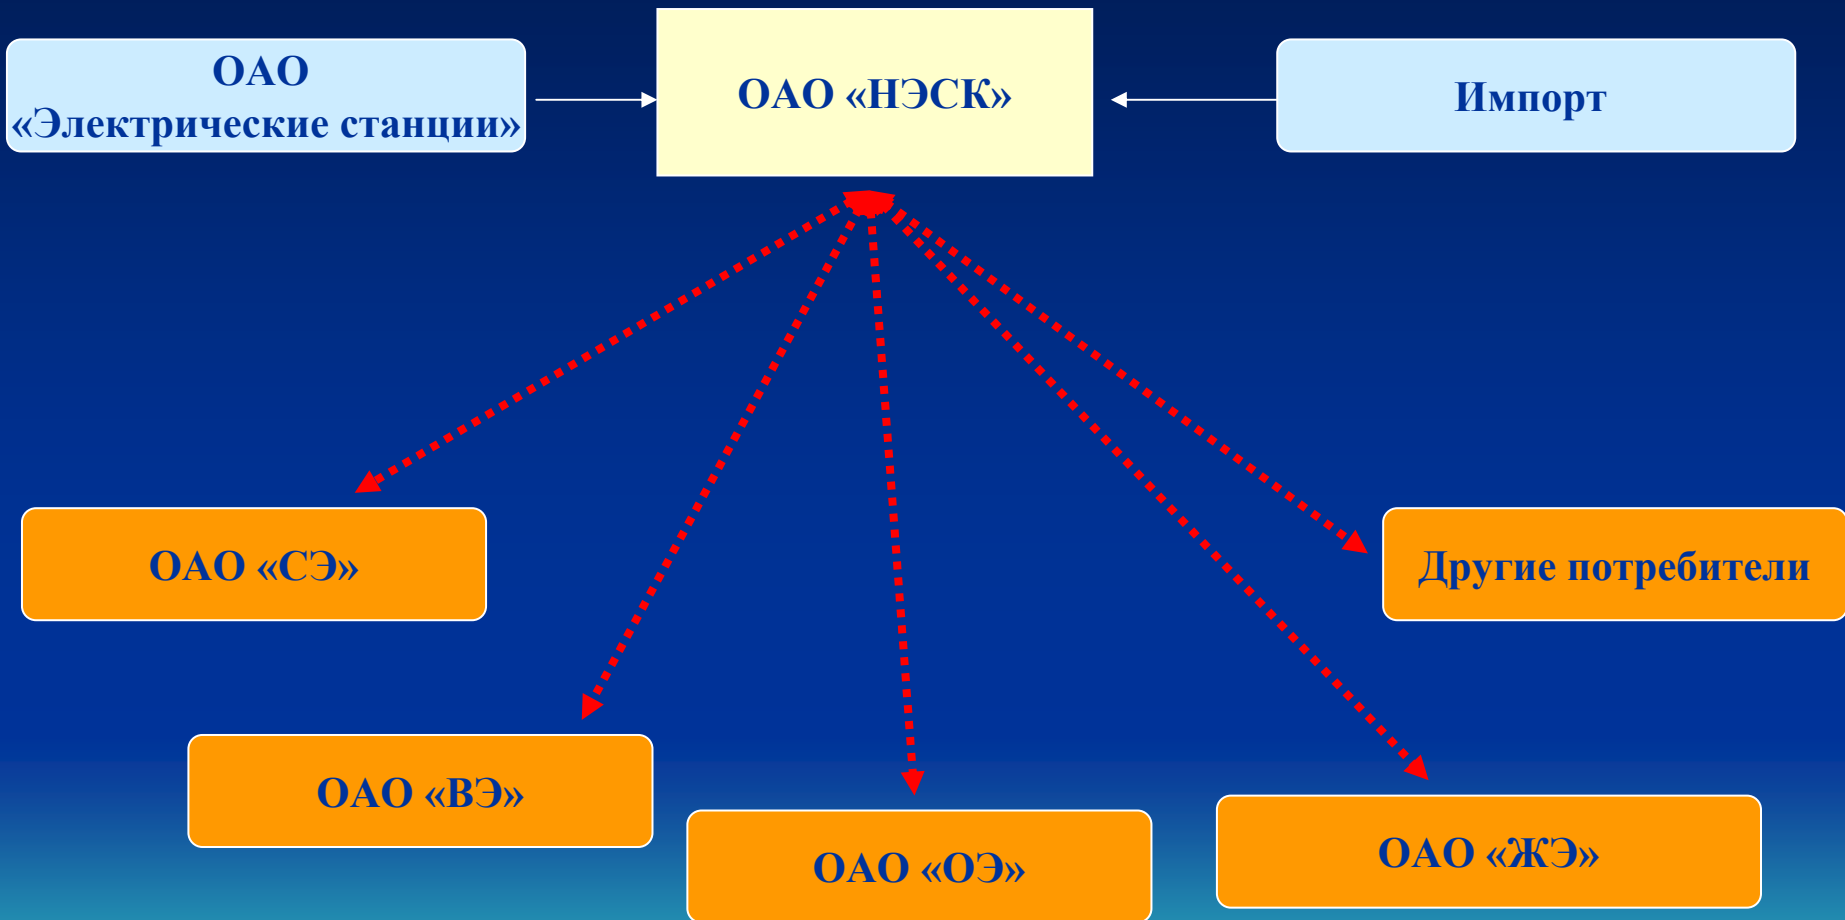 ОАО
«Электрические станции»
ОАО «НЭСК»
Импорт
ОАО «СЭ»
Другие потребители
ОАО «ВЭ»
ОАО «ОЭ»
ОАО «ЖЭ»